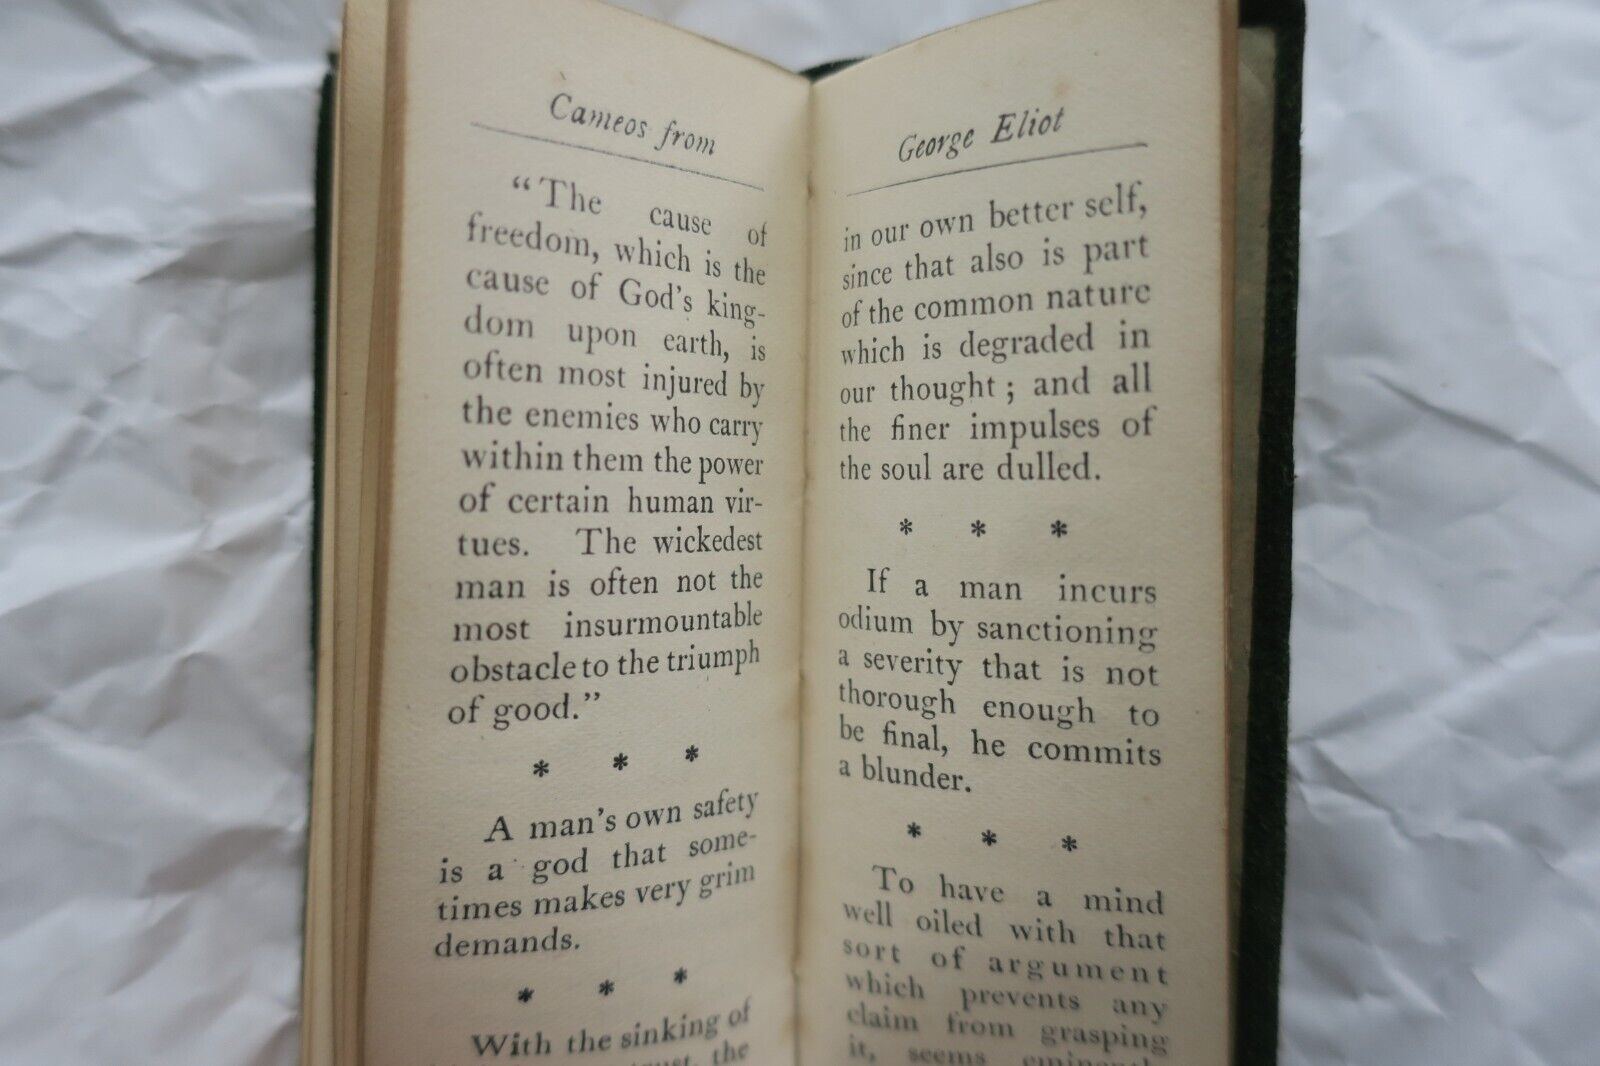 Cameos from
"The cause of
freedom, which is the
cause of God's king-
dom upon earth, is
often most injured by
the enemies who carry
within them the power
of certain human vir-
tues. The wickedest
man is often not the
most insurmountable
obstacle to the triumph
of good."
* * *
A man's own safety
is a god that some-
times makes very grim
demands.
* * *
With the sinking of
the
George Eliot
in our own better self,
since that also is part
of the common nature
which is degraded in
our thought; and all
the finer impulses of
the soul are dulled.
* * *
If a man incurs
odium by sanctioning
a severity that is not
thorough enough to
be final, he commits
a blunder.
* * *
To have a mind
well oiled with that
sort of argument
which prevents any
claim from grasping
it, seems